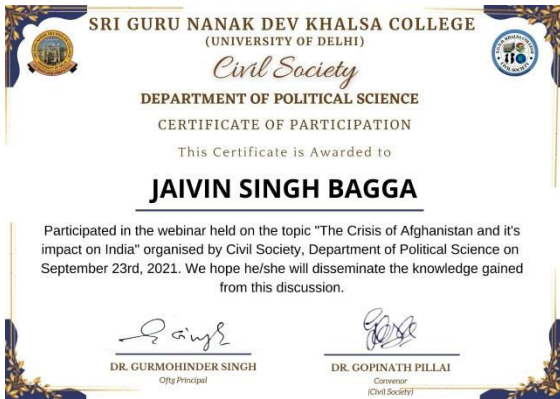 SRI GURU NANAK DEV KHALSA COLLEGE
(UNIVERSITY OF DELHI)
Civil Society
DEPARTMENT OF POLITICAL SCIENCE
CERTIFICATE OF PARTICIPATION
This Certificate is Awarded to
JAIVIN SINGH BAGGA
Participated in the webinar held on the topic "The Crisis of Afghanistan and it's
impact on India" organised by Civil Society, Department of Political Science on
September 23rd, 2021. We hope he/she will disseminate the knowledge gained
from this discussion.
DR. GURMOHINDER SINGH
Oftg Principal
DR. GOPINATH PILLAI
Convenor
(Civil Society)